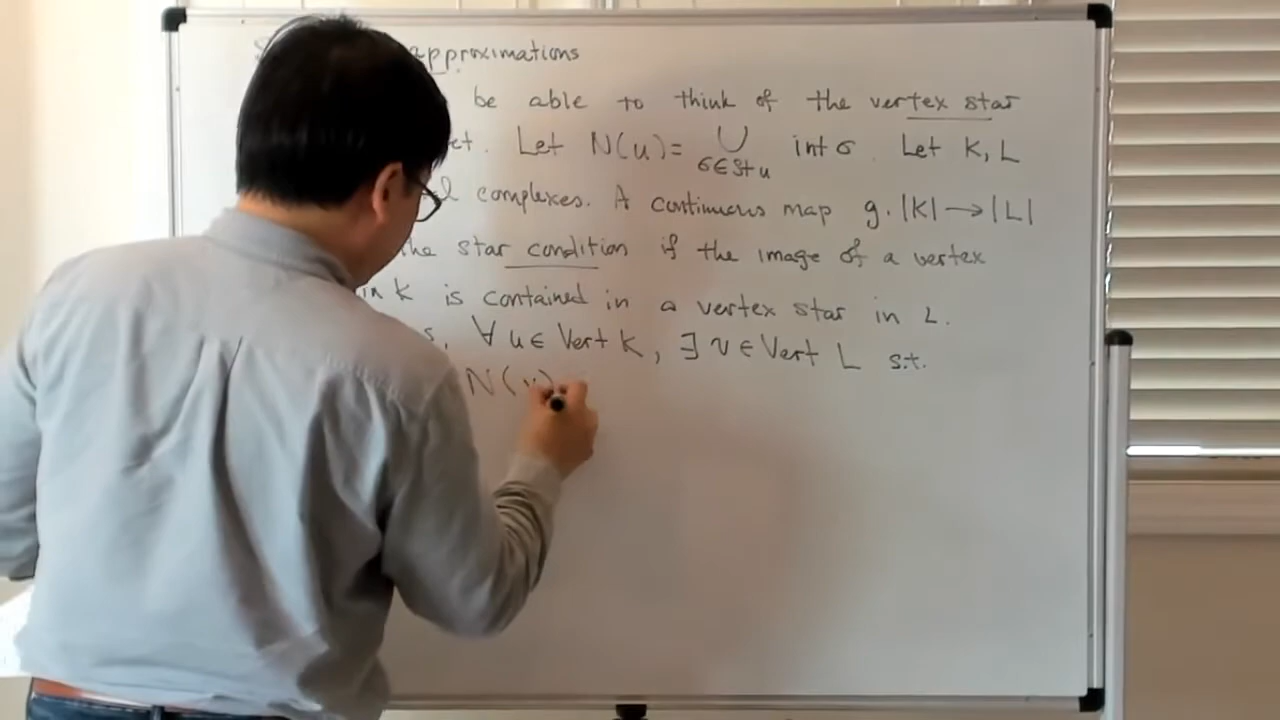 approximations
be able to think of the vertex star
et. Let N(u)= ∪ int σ. Let K, L
σ∈St u
l complexes. A continuous map g. |K| → |L|
the star condition if the image of a vertex
in K is contained in a vertex star in L.
s, ∀ u ∈ Vert K, ∃ v ∈ Vert L s.t.
N(u)